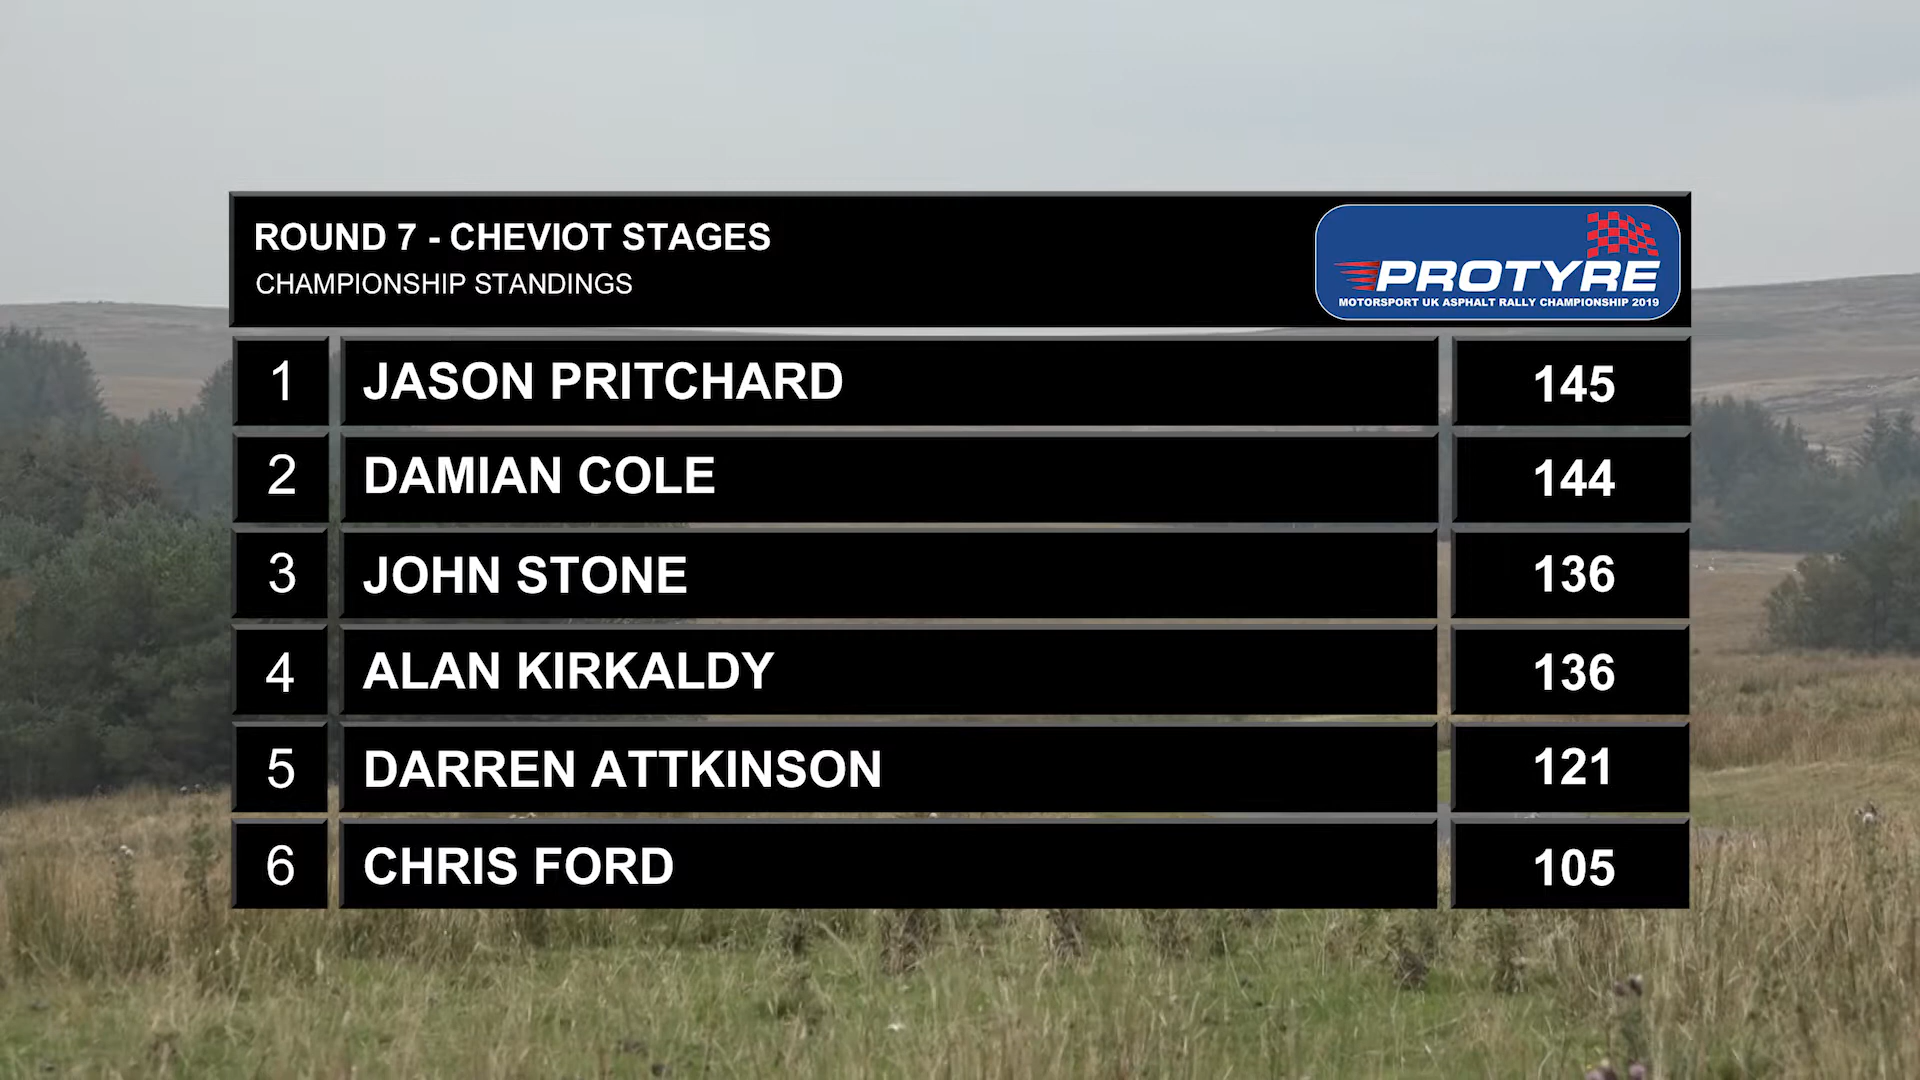 ROUND 7 - CHEVIOT STAGES
CHAMPIONSHIP STANDINGS
PROTYRE
MOTORSPORT UK ASPHALT RALLY CHAMPIONSHIP 2019
1 JASON PRITCHARD 145
2 DAMIAN COLE 144
3 JOHN STONE 136
4 ALAN KIRKALDY 136
5 DARREN ATTKINSON 121
6 CHRIS FORD 105